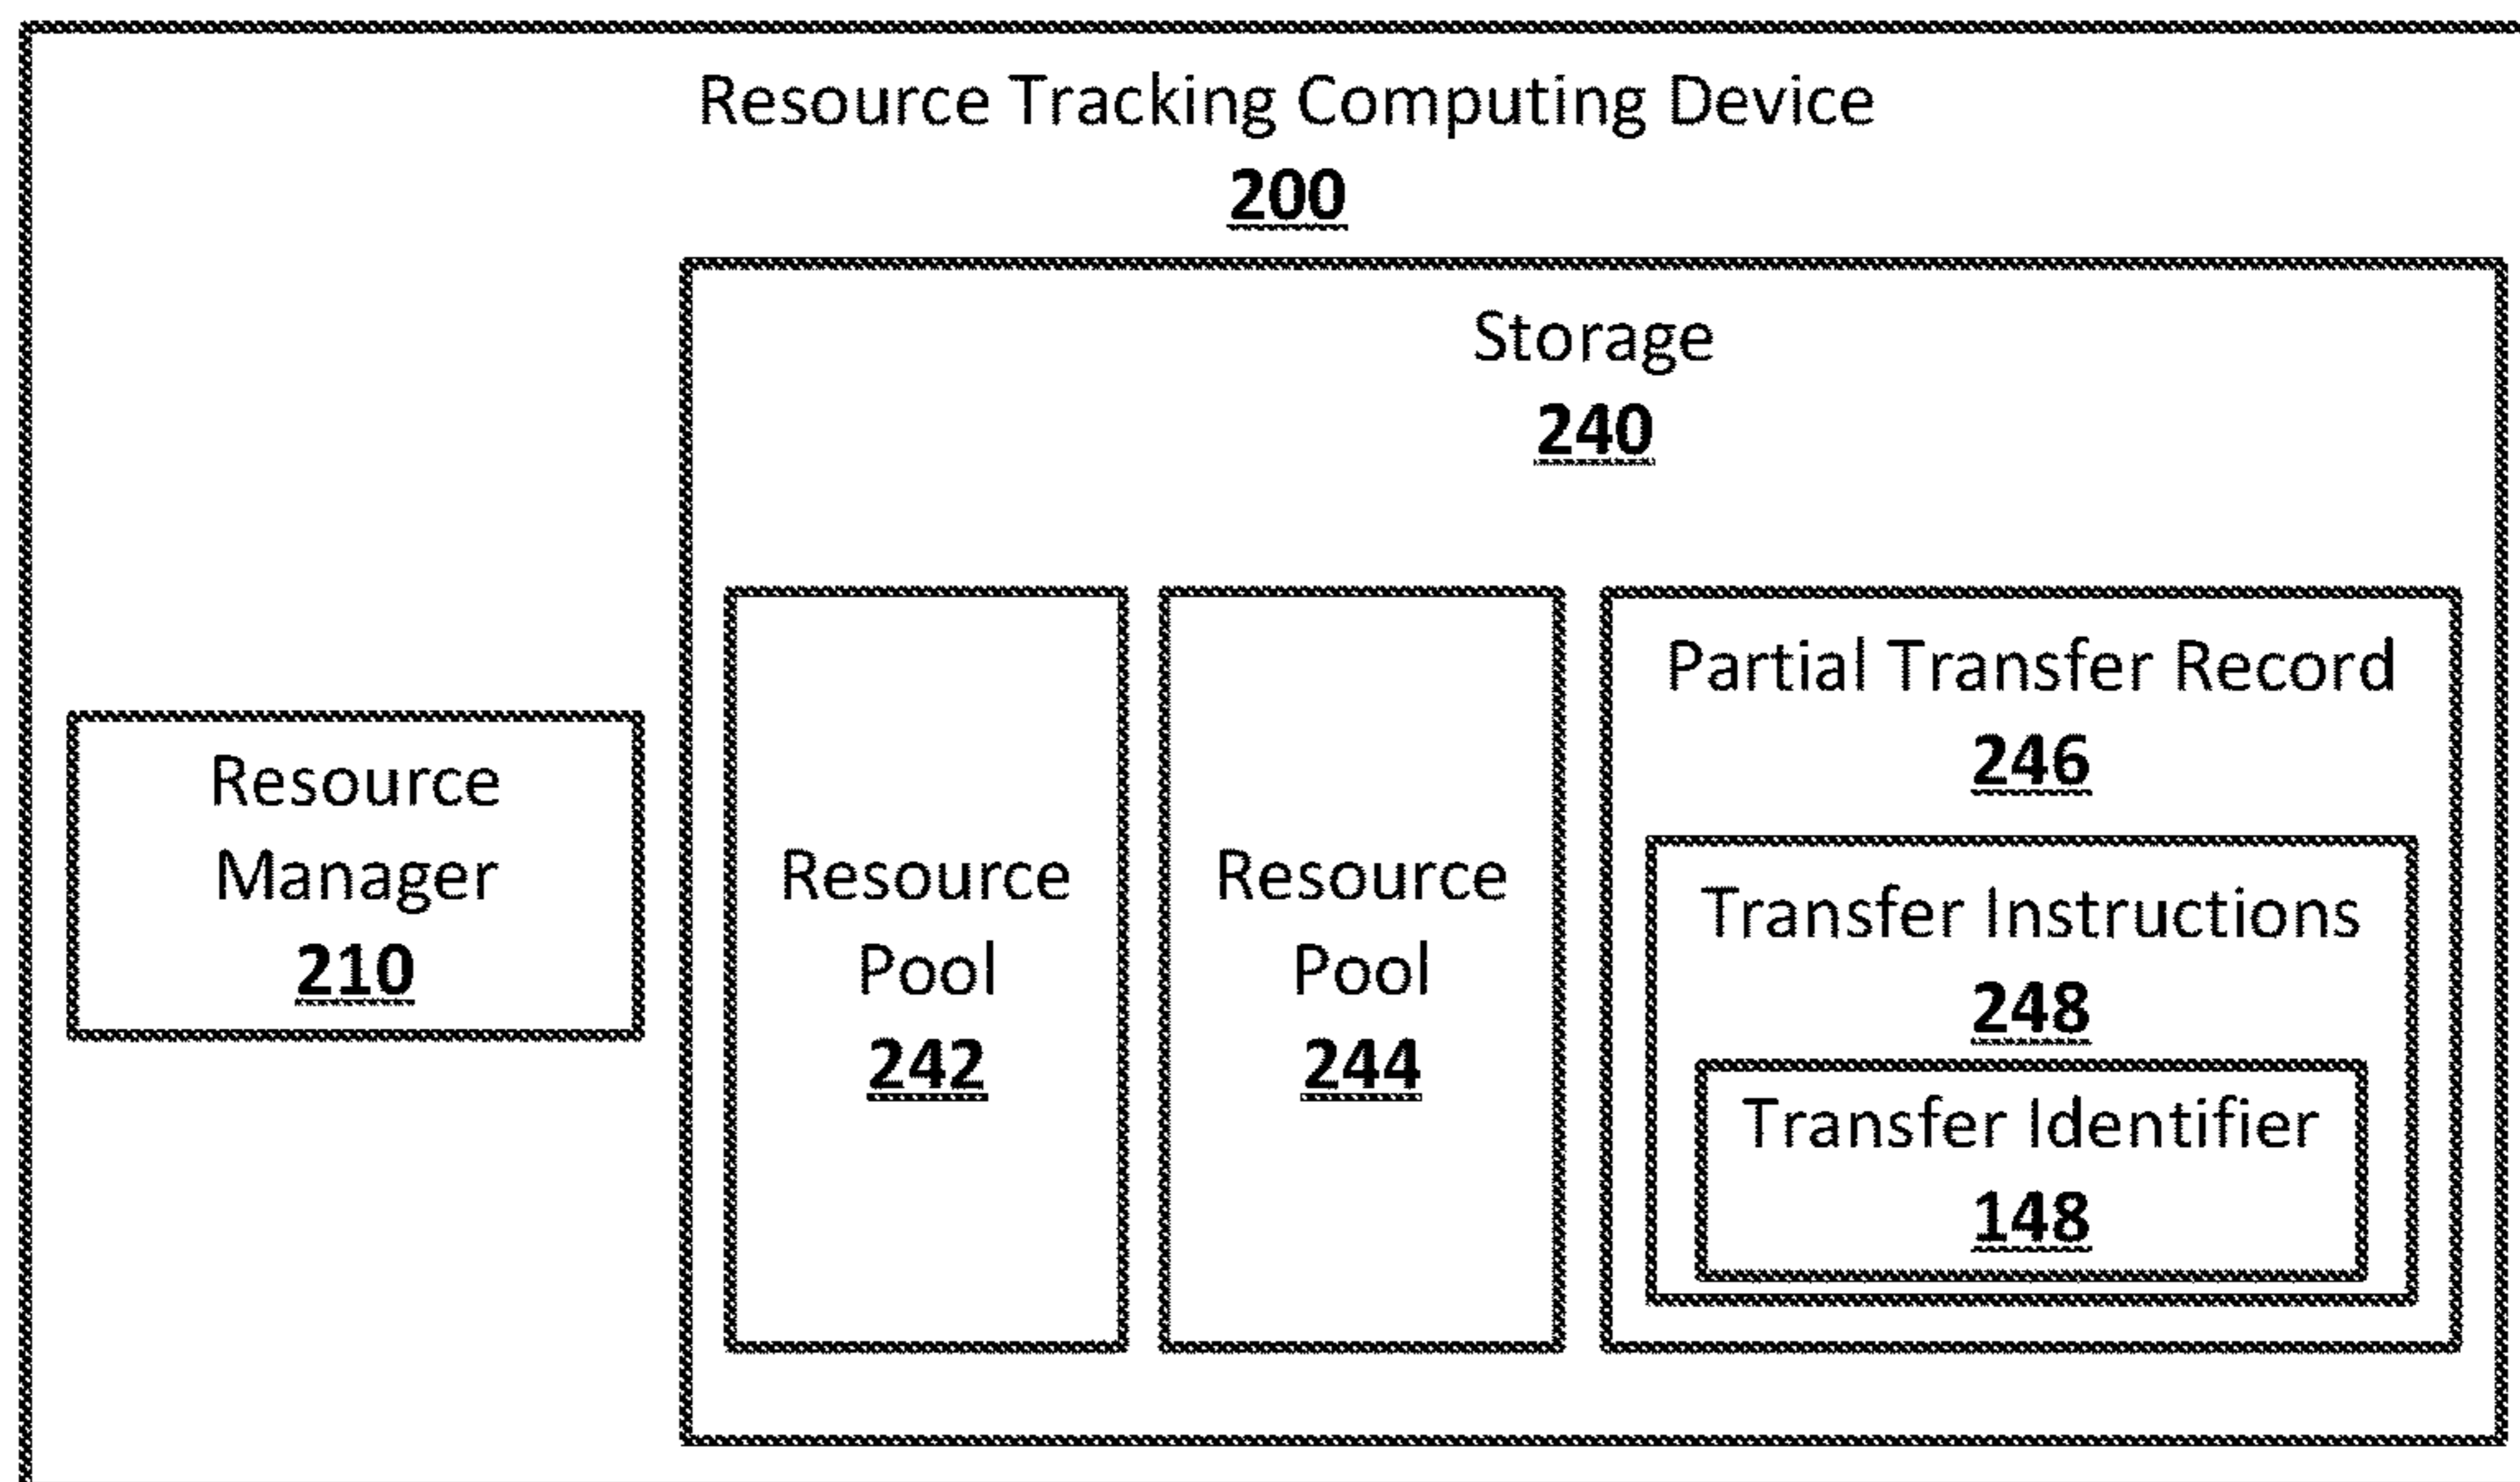 Resource Tracking Computing Device
200
Storage
240
Resource
Manager
210
Resource
Pool
242
Resource
Pool
244
Partial Transfer Record
246
Transfer Instructions
248
Transfer Identifier
148